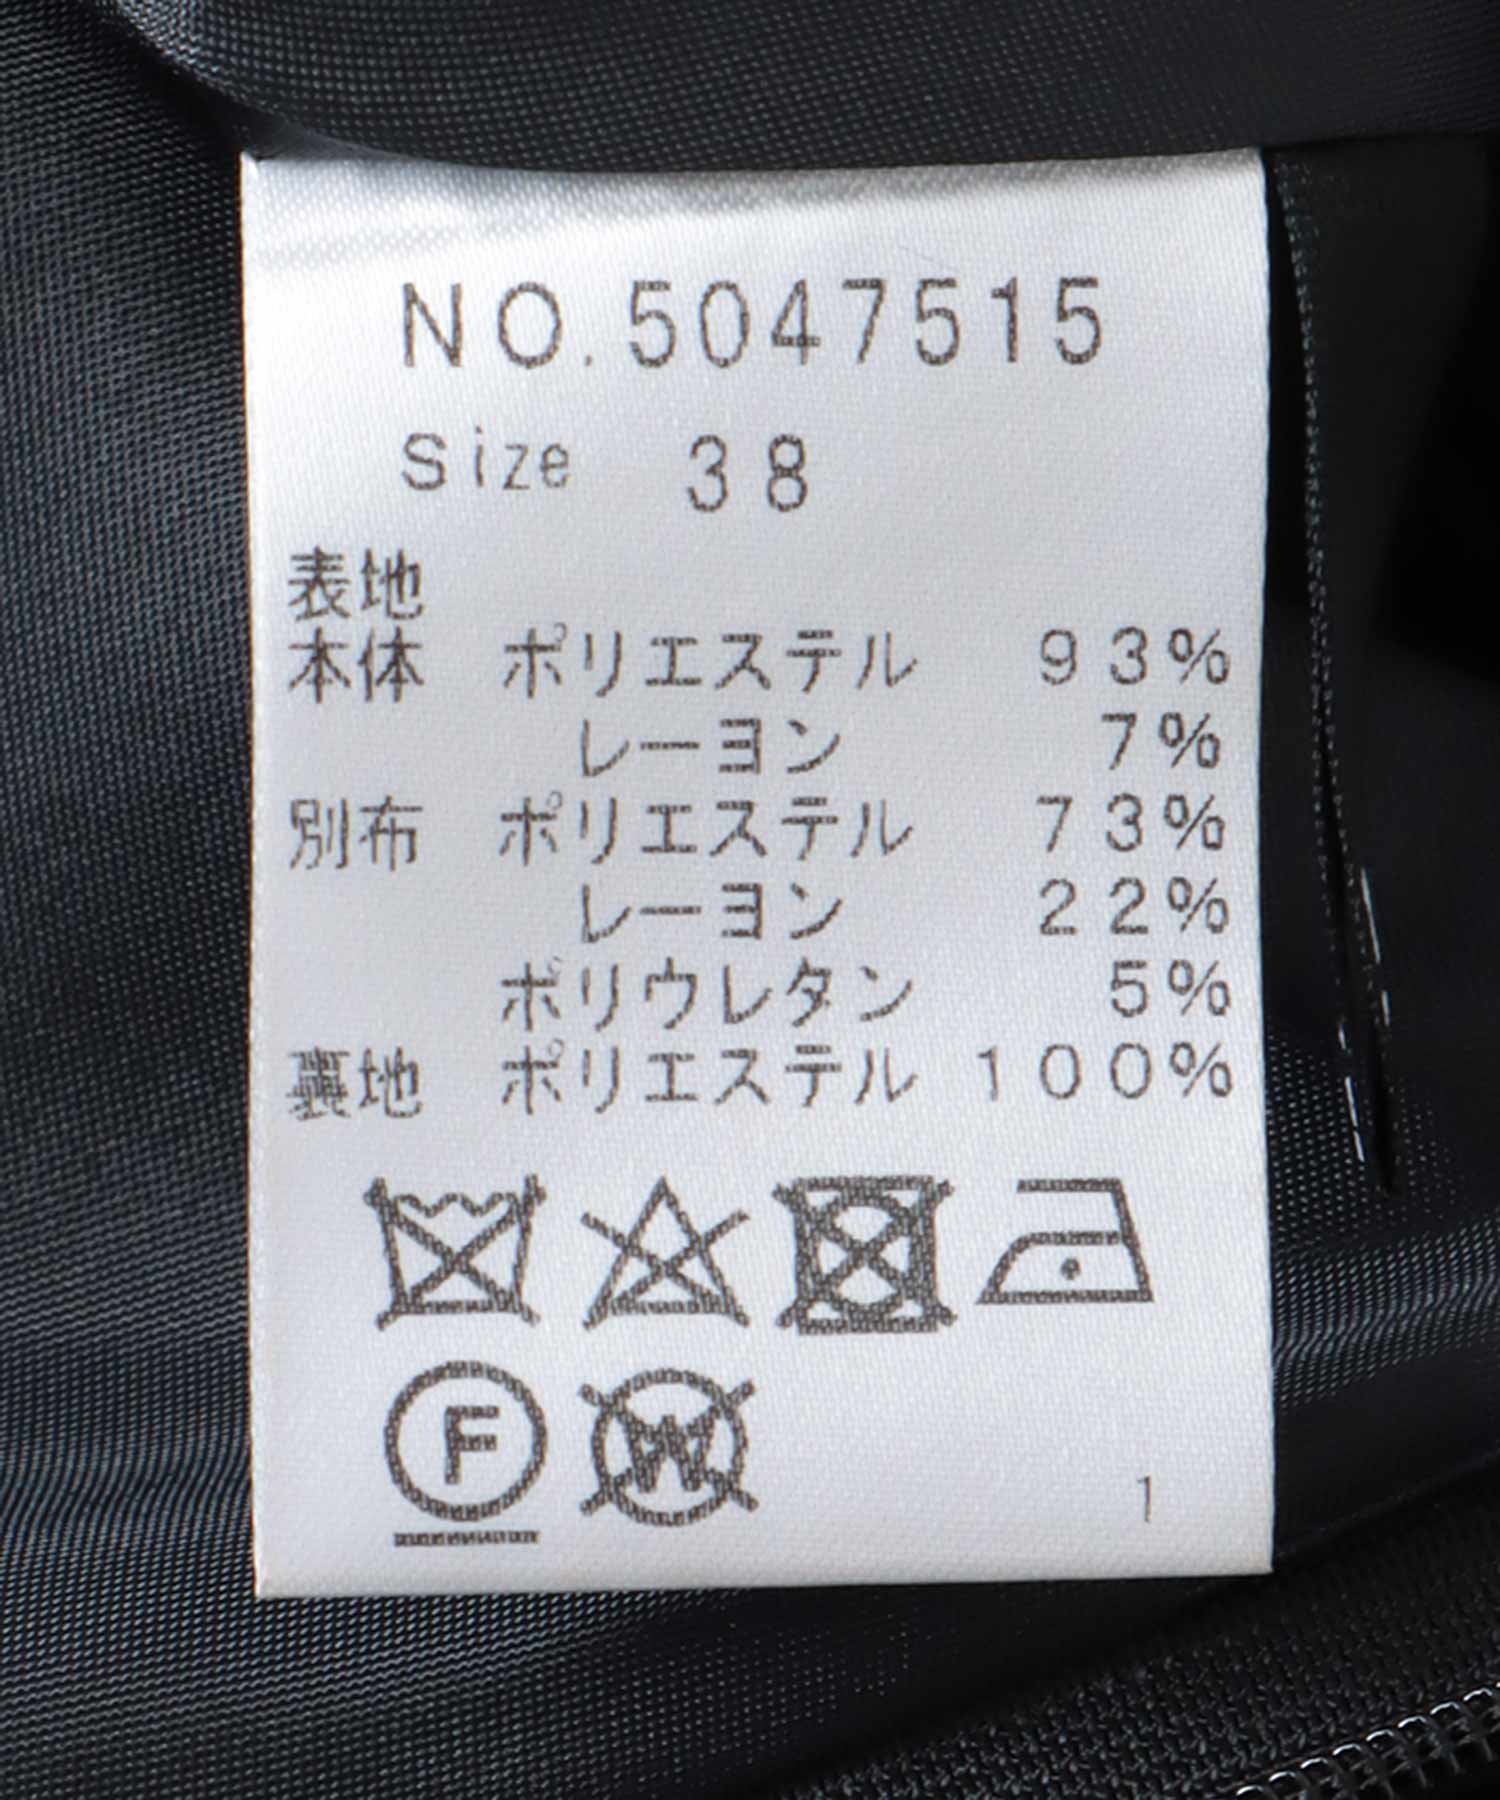 NO.5047515
Size 38
表地
本体 ポリエステル 93%
レーヨン 7%
別布 ポリエステル 73%
レーヨン 22%
ポリウレタン 5%
裏地 ポリエステル 100%
F
W
1